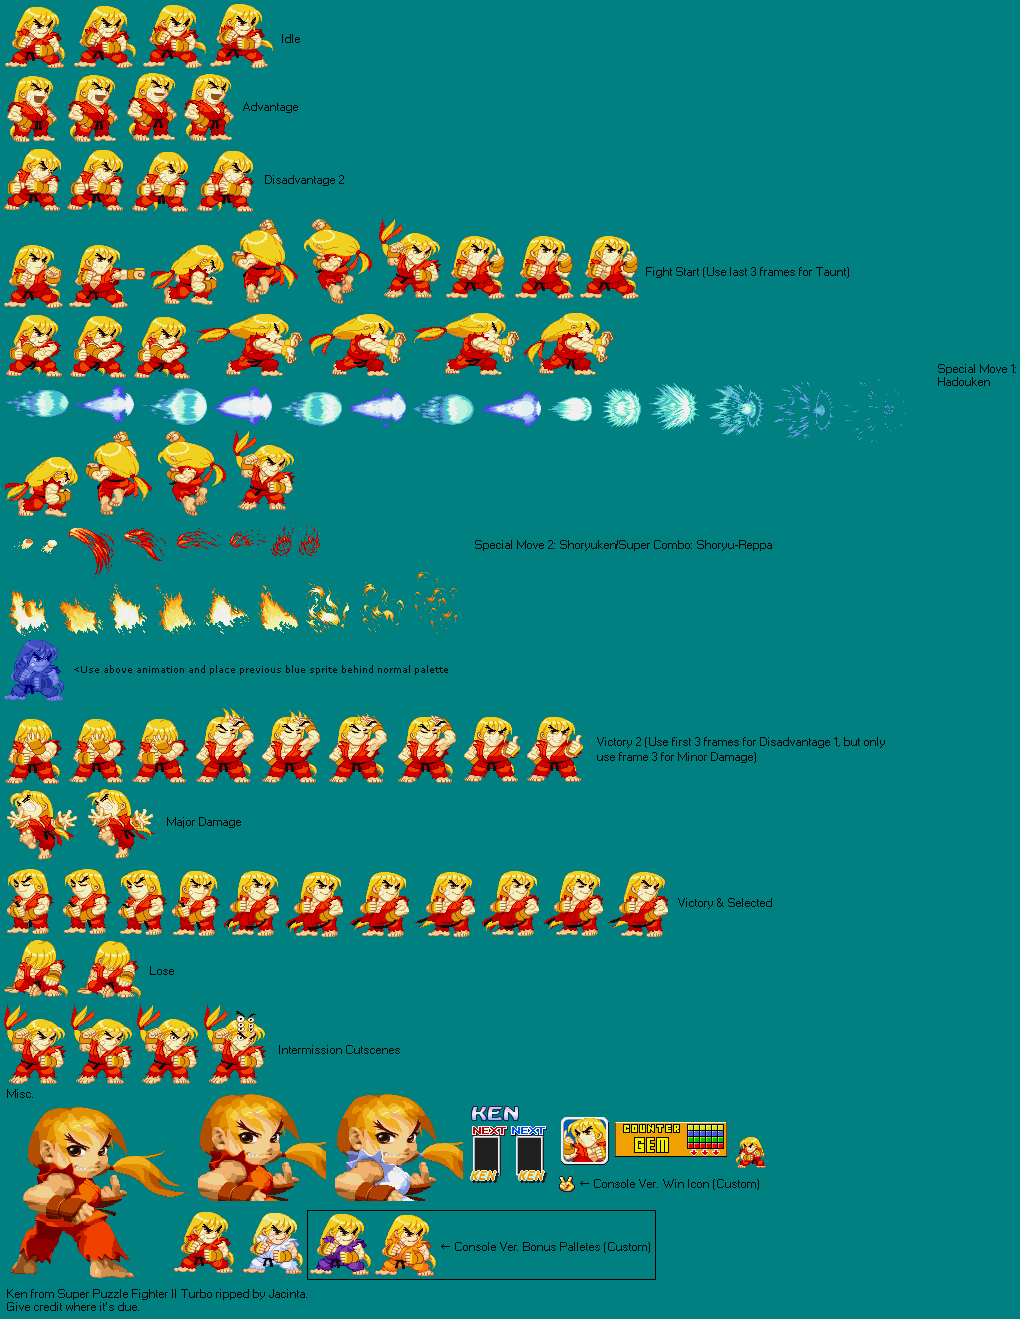 Idle
Advantage
Disadvantage 2
Fight Start (Use last 3 frames for Taunt)
Special Move 1:
Hadouken
Special Move 2: Shoryuken/Super Combo: Shoryu-Reppa
<Use above animation and place previous blue sprite behind normal palette
Victory 2 (Use first 3 frames for Disadvantage 1, but only
use frame 3 for Minor Damage)
Major Damage
Victory & Selected
Lose
Intermission Cutscenes
Misc.
KEN
NEXT NEXT
KEN KEN
COUNTER
GEM
← Console Ver. Win Icon (Custom)
← Console Ver. Bonus Palletes (Custom)
Ken from Super Puzzle Fighter II Turbo ripped by Jacinta.
Give credit where it's due.